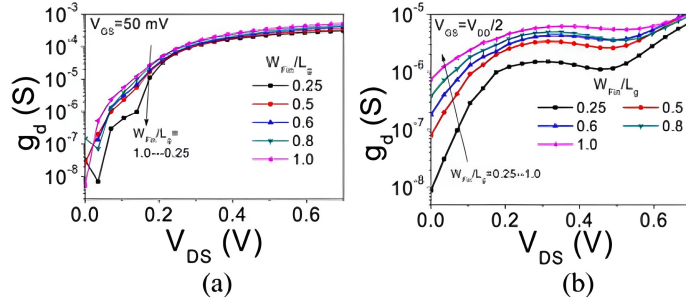 (a)
V_GS=50 mV
10^-3
10^-4
10^-5
10^-6
10^-7
10^-8
g_d (S)
W_Fin/L_g
0.25
0.5
0.6
0.8
1.0
W_Fin/L_g=
1.0---0.25
0.0 0.2 0.4 0.6
V_DS (V)
(a)
(b)
V_GS=V_DD/2
10^-5
10^-6
10^-7
10^-8
g_d (S)
W_Fin/L_g
0.25 0.5
0.6 0.8
1.0
W_Fin/L_g=0.25--1.0
0.0 0.2 0.4 0.6
V_DS (V)
(b)